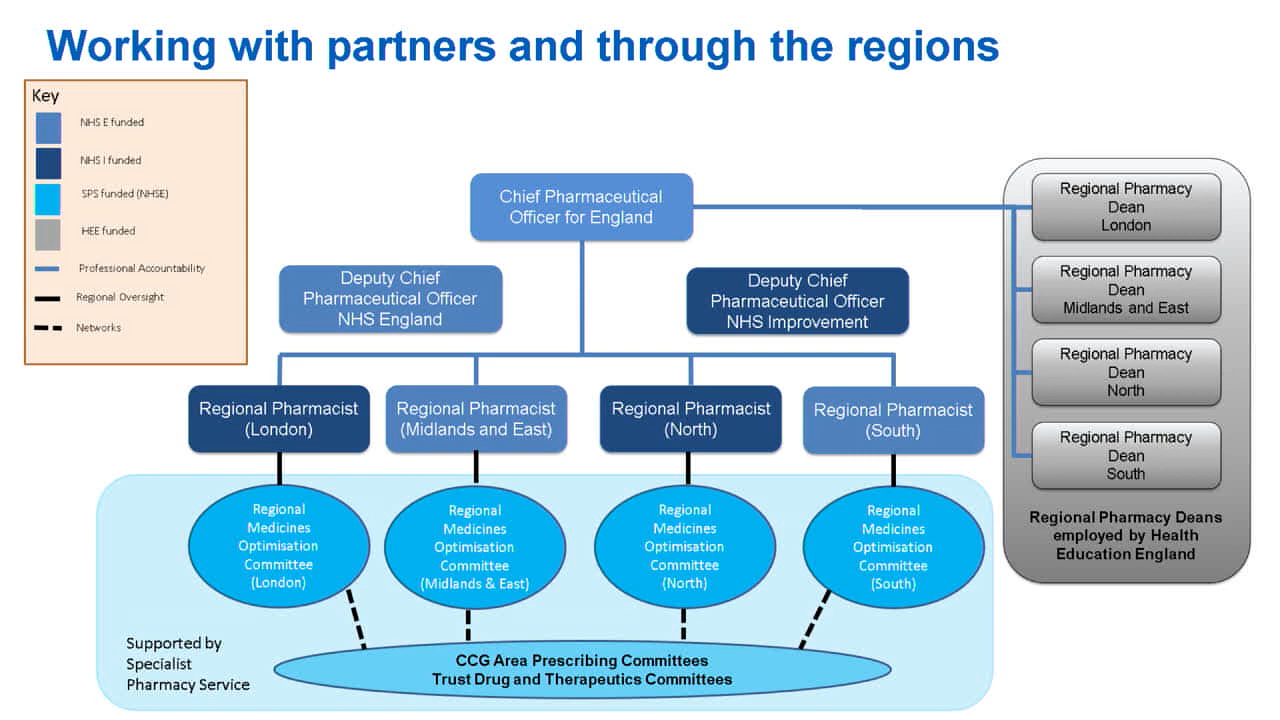 Working with partners and through the regions
Key
NHS E funded
NHS I funded
SPS funded (NHSE)
HEE funded
Professional Accountability
Regional Oversight
Networks
Chief Pharmaceutical
Officer for England
Deputy Chief
Pharmaceutical Officer
NHS England
Deputy Chief
Pharmaceutical Officer
NHS Improvement
Regional Pharmacist
(London)
Regional Pharmacist
(Midlands and East)
Regional Pharmacist
(North)
Regional Pharmacist
(South)
Regional
Medicines
Optimisation
Committee
(London)
Regional
Medicines
Optimisation
Committee
(Midlands & East)
Regional
Medicines
Optimisation
Committee
(North)
Regional
Medicines
Optimisation
Committee
(South)
Supported by
Specialist
Pharmacy Service
CCG Area Prescribing Committees
Trust Drug and Therapeutics Committees
Regional Pharmacy
Dean
London
Regional Pharmacy
Dean
Midlands and East
Regional Pharmacy
Dean
North
Regional Pharmacy
Dean
South
Regional Pharmacy Deans
employed by Health
Education England